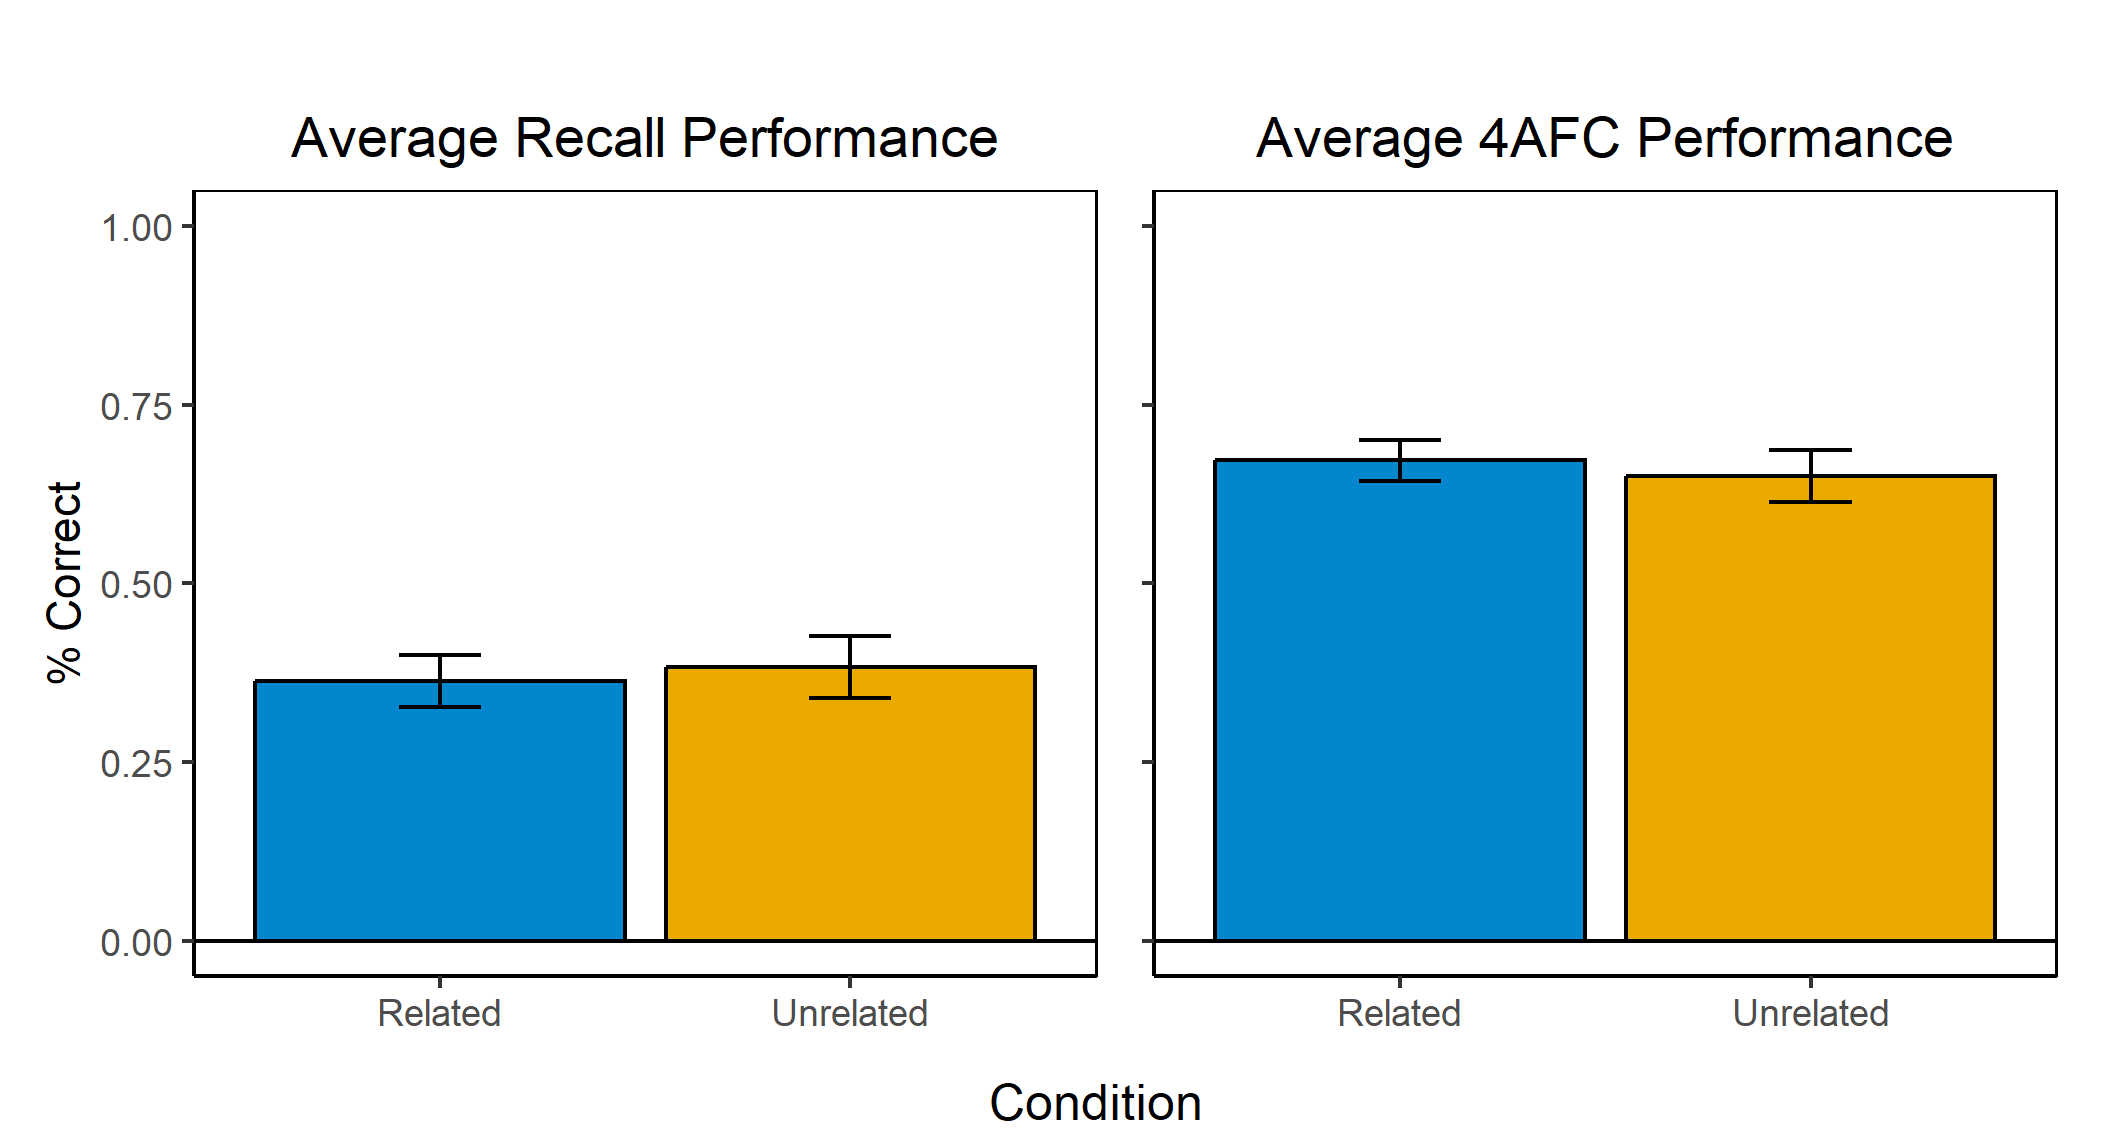 Average Recall Performance
Average 4AFC Performance
% Correct
1.00
0.75
0.50
0.25
0.00
Related
Unrelated
Related
Unrelated
Condition